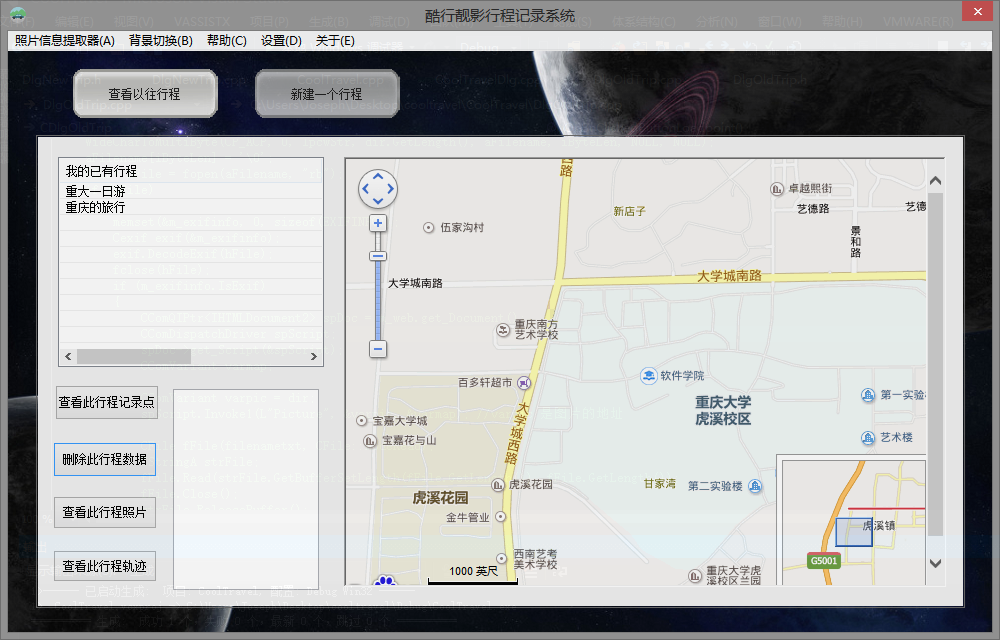 酷行靓影行程记录系统
照片信息提取器(A) 背景切换(B) 帮助(C) 设置(D) 关于(E)
查看以往行程 新建一个行程
我的已有行程
重大一日游
重庆的旅行
查看此行程记录点
删除此行程数据
查看此行程照片
查看此行程轨迹
路
新店子
卓越熙街
艺德路
艺德
伍家沟村
景和路
大学城南路
大学城南路
重庆南方
艺术学校
百多轩超市
软件学院
重庆大学
虎溪校区
第一实验
宝嘉大学城
大学城西路
宝嘉花与山
艺术楼
虎溪花园
虎溪花园
甘家湾
第二实验楼
金牛管业
虎溪镇
西南艺考
美术学校
G5001
1000 英尺
重庆大学虎
溪校区兰园